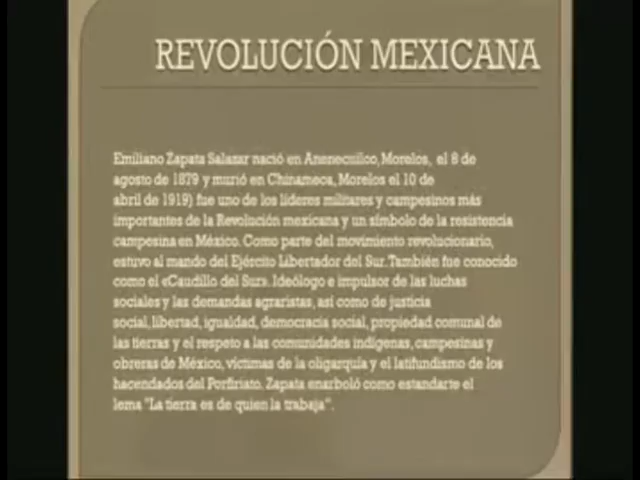 REVOLUCIÓN MEXICANA
Emiliano Zapata Salazar nació en Anenecuilco, Morelos, el 8 de
agosto de 1879 y murió en Chinameca, Morelos el 10 de
abril de 1919) fue uno de los líderes militares y campesinos más
importantes de la Revolución mexicana y un símbolo de la resistencia
campesina en México. Como parte del movimiento revolucionario,
estuvo al mando del Ejército Libertador del Sur. También fue conocido
como el «Caudillo del Sur». Ideólogo e impulsor de las luchas
sociales y las demandas agraristas, así como de justicia
social, libertad, igualdad, democracia social, propiedad comunal de
las tierras y el respeto a las comunidades indígenas, campesinas y
obreras de México, víctimas de la oligarquía y el latifundismo de los
hacendados del Porfiriato. Zapata enarboló como estandarte el
lema "La tierra es de quien la trabaja".